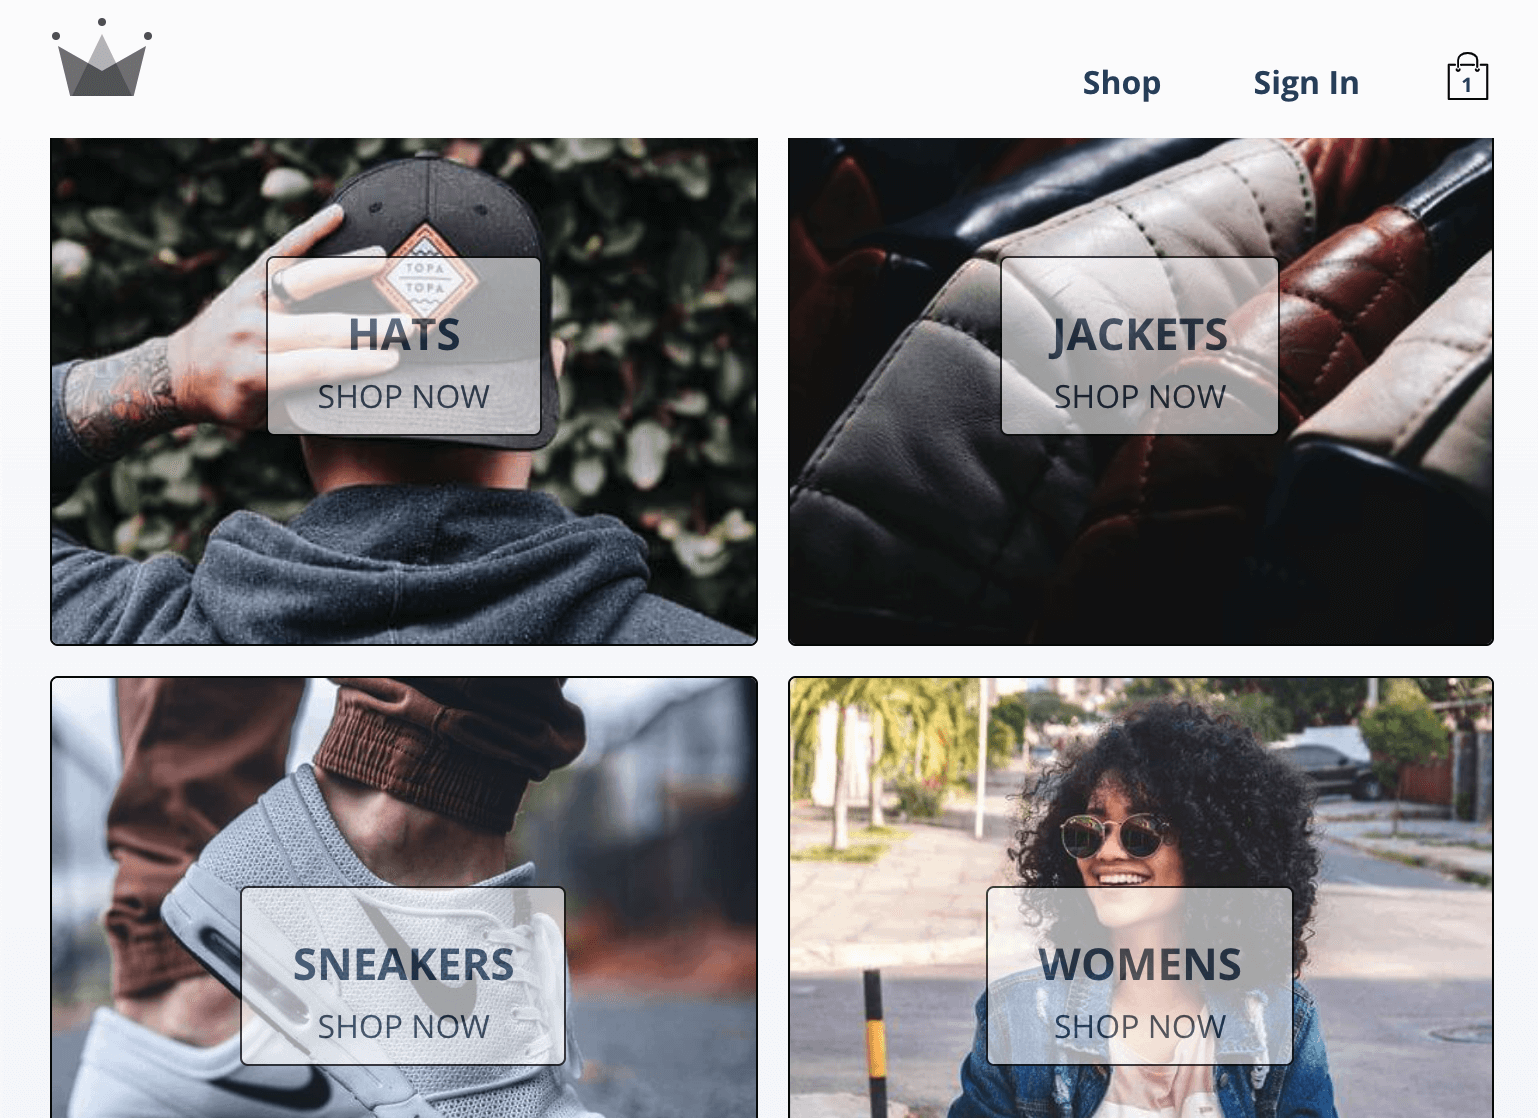 Shop
Sign In
1
TOPA
TOPA
HATS
SHOP NOW
JACKETS
SHOP NOW
SNEAKERS
SHOP NOW
WOMENS
SHOP NOW